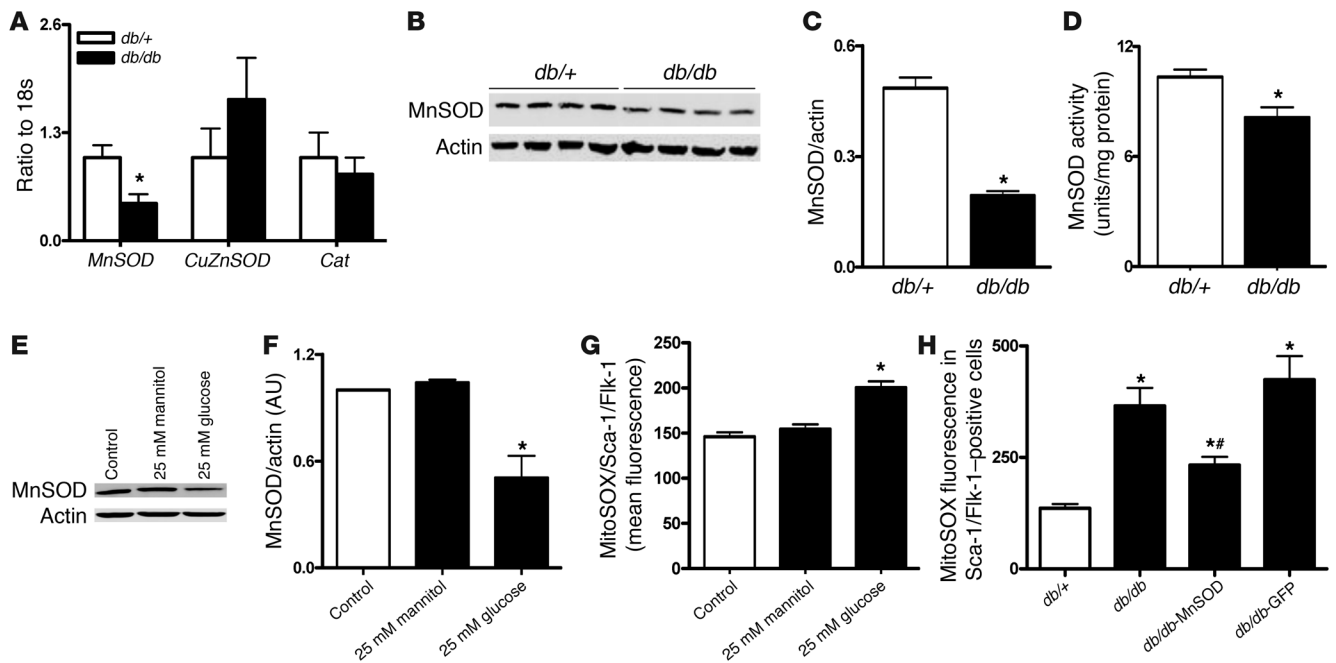 A
2.6
db/+
db/db
Ratio to 18s
1.3
*
0.0
MnSOD CuZnSOD Cat
B
db/+ db/db
MnSOD
Actin
C
0.6
MnSOD/actin
0.3
*
0.0
db/+ db/db
D
12
MnSOD activity
(units/mg protein)
*
6
0
db/+ db/db
E
Control
25 mM mannitol
25 mM glucose
MnSOD
Actin
F
1.2
MnSOD/actin (AU)
0.6
*
0.0
Control
25 mM mannitol
25 mM glucose
G
250
MitoSOX/Sca-1/Flk-1
(mean fluorescence)
200
*
150
100
50
0
Control
25 mM mannitol
25 mM glucose
H
500
MitoSOX fluorescence in
Sca-1/Flk-1–positive cells
*
*#
*
250
0
db/+
db/db
db/db-MnSOD
db/db-GFP